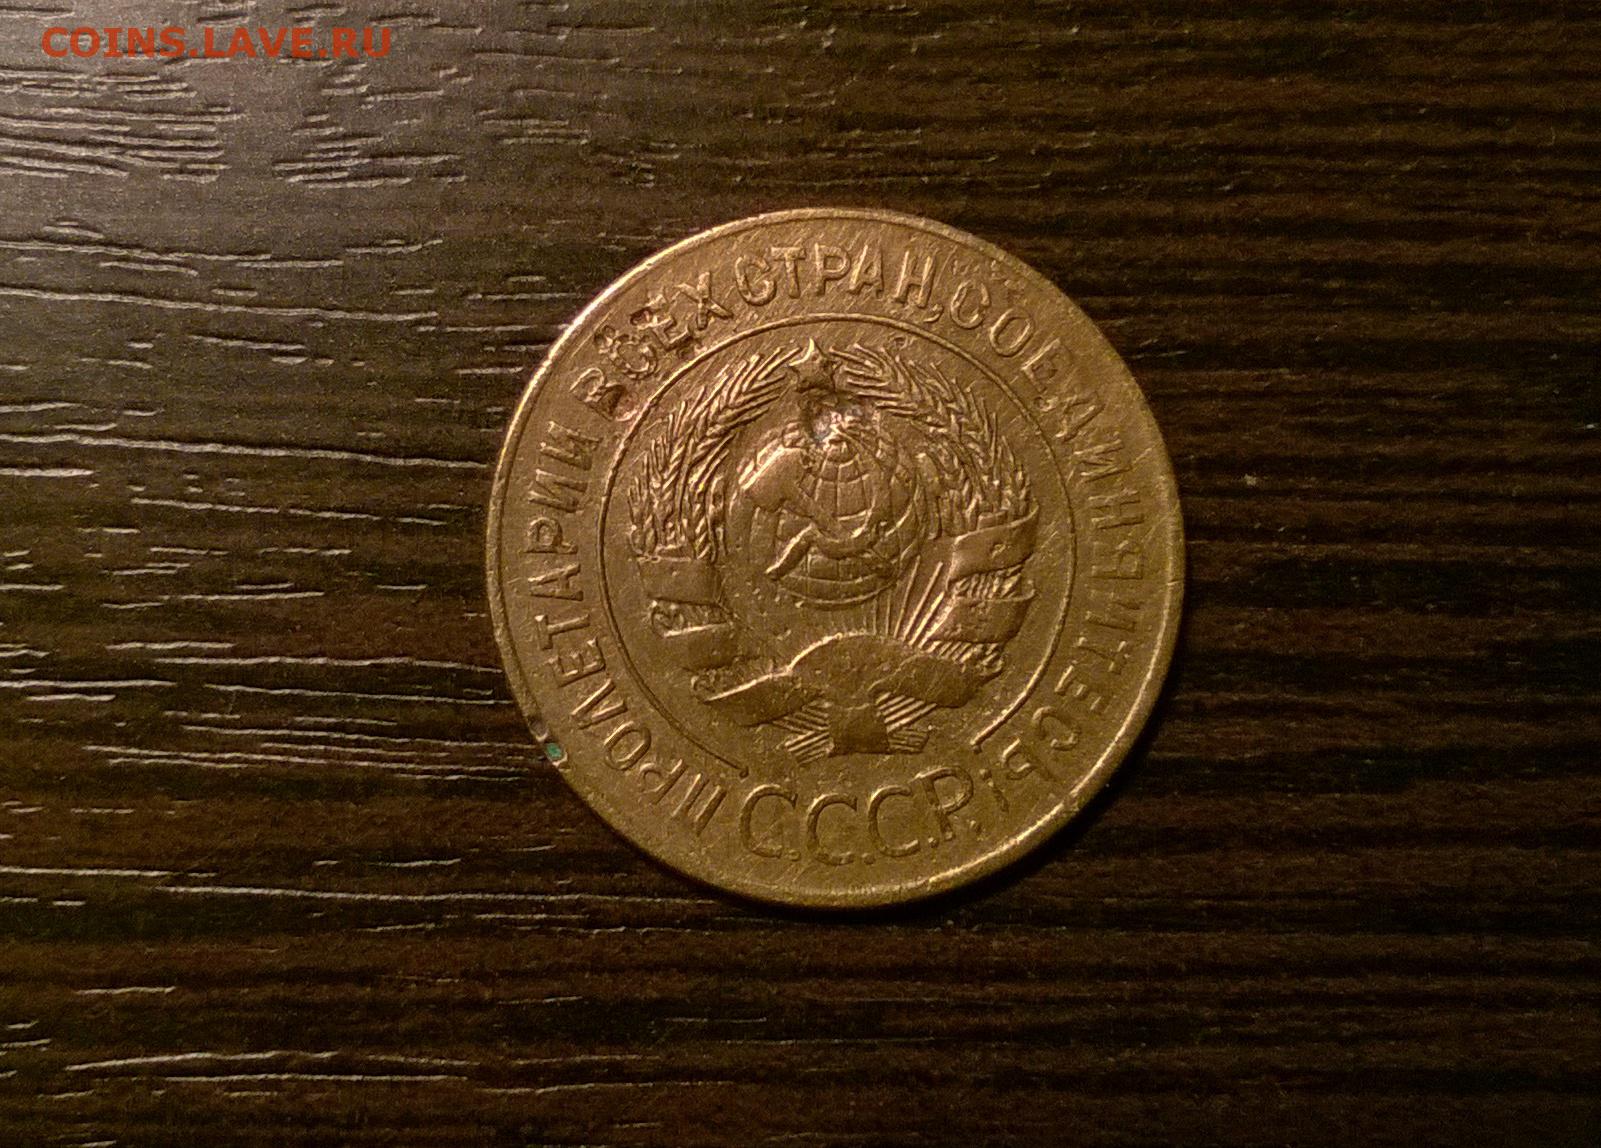 COINS.LAVE.RU
ПРОЛЕТАРИИ ВСЕХ СТРАН, СОЕДИНЯЙТЕСЬ!
С.С.С.Р.